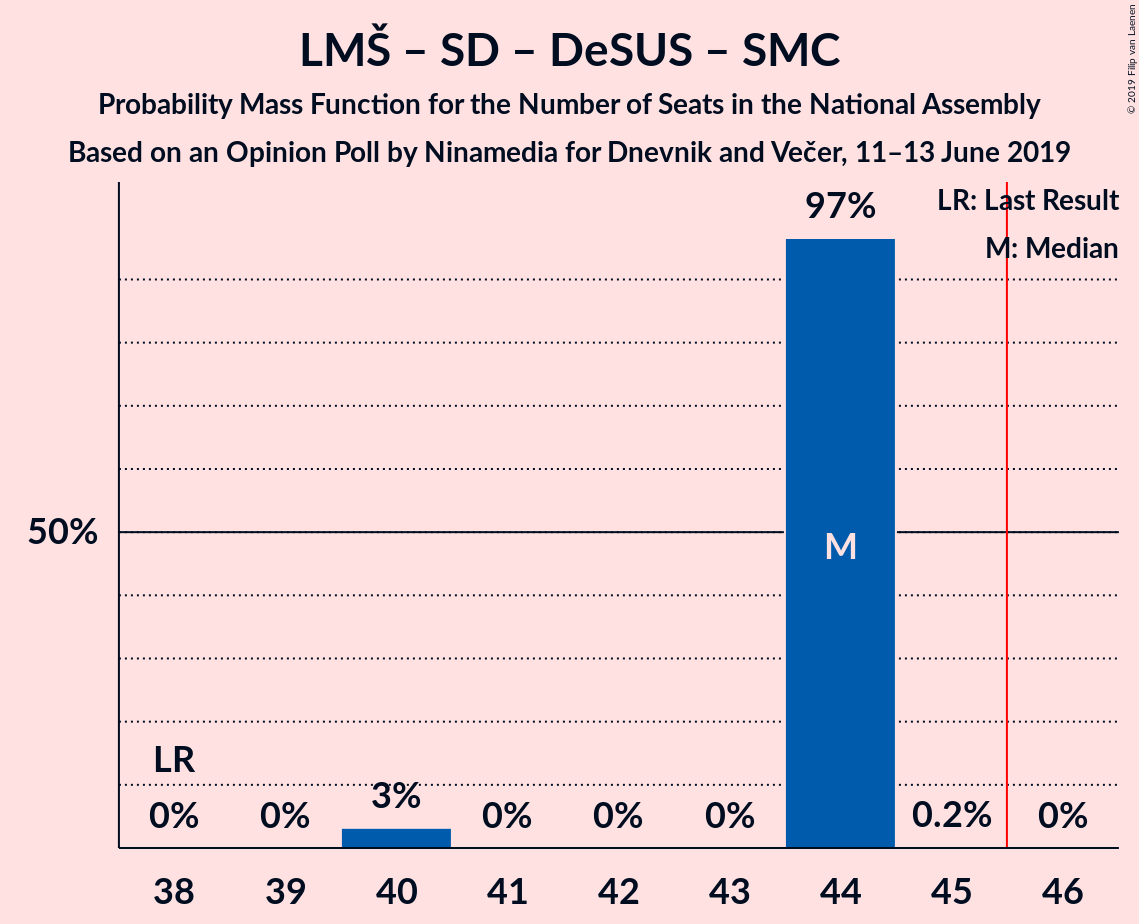 LMŠ – SD – DeSUS – SMC
Probability Mass Function for the Number of Seats in the National Assembly
Based on an Opinion Poll by Ninamedia for Dnevnik and Večer, 11–13 June 2019
© 2019 Filip van Laenen
LR: Last Result
M: Median
97%
50%
M
LR
0% 0% 3% 0% 0% 0% 0.2% 0%
38 39 40 41 42 43 44 45 46